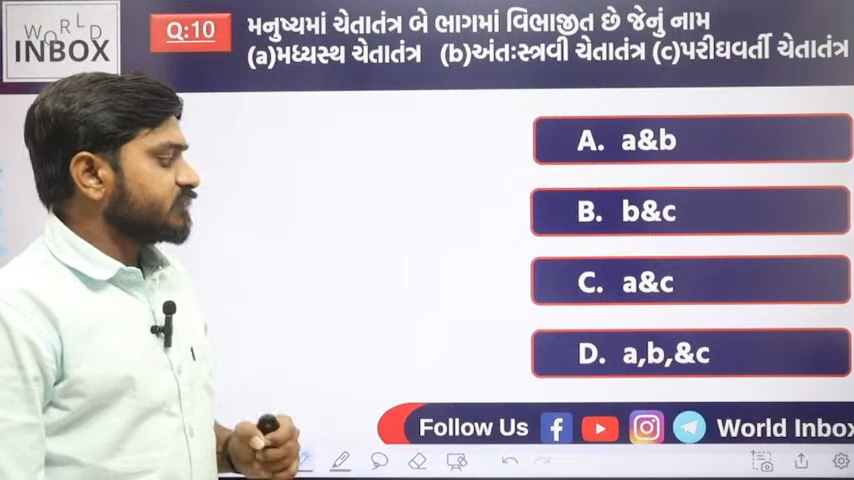 WORLD
INBOX
Q:10
મનુષ્યમાં ચેતાતંત્ર બે ભાગમાં વિભાજીત છે જેનું નામ
(a)મધ્યસ્થ ચેતાતંત્ર (b)અંતઃસ્ત્રવી ચેતાતંત્ર (c)પરીઘવર્તી ચેતાતંત્ર
A. a&b
B. b&c
C. a&c
D. a,b,&c
Follow Us
World Inbox